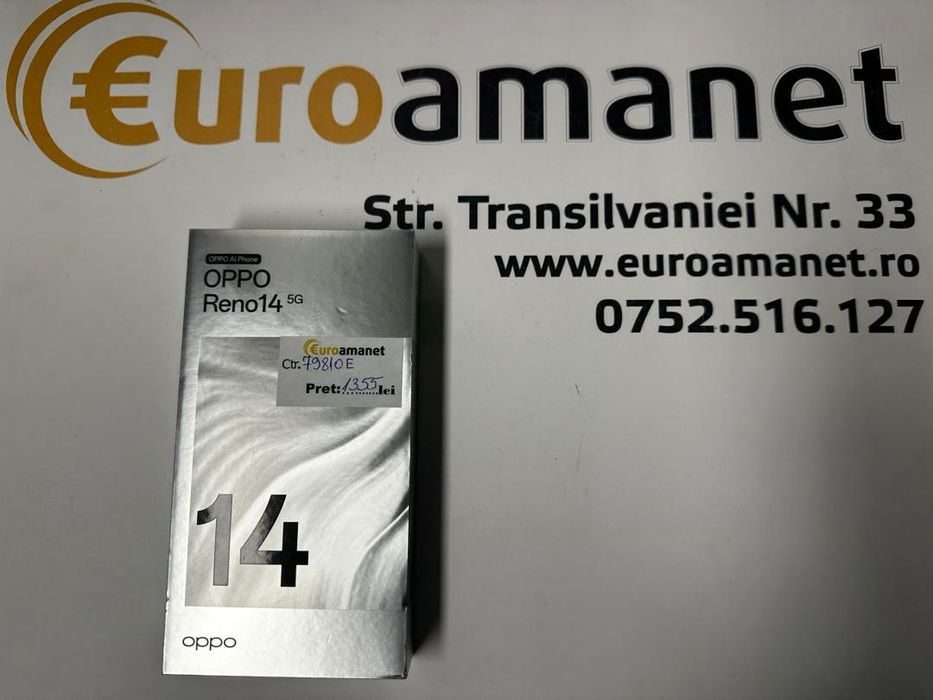 €uroamanet
Str. Transilvaniei Nr. 33
www.euroamanet.ro
0752.516.127
OPPO AI Phone
OPPO
Reno14 5G
€uroamanet
Ctr. 79810E
Pret: 1355 lei
14
oppo